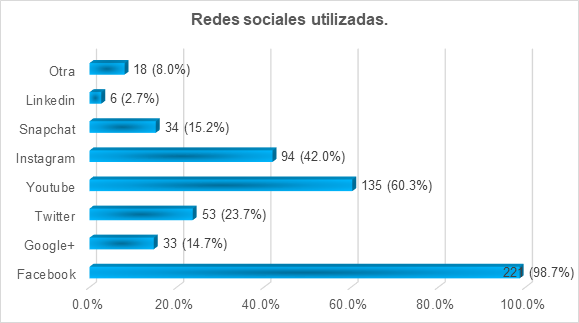 Redes sociales utilizadas.
Otra 18 (8.0%)
Linkedin 6 (2.7%)
Snapchat 34 (15.2%)
Instagram 94 (42.0%)
Youtube 135 (60.3%)
Twitter 53 (23.7%)
Google+ 33 (14.7%)
Facebook 221 (98.7%)
0.0% 20.0% 40.0% 60.0% 80.0% 100.0%